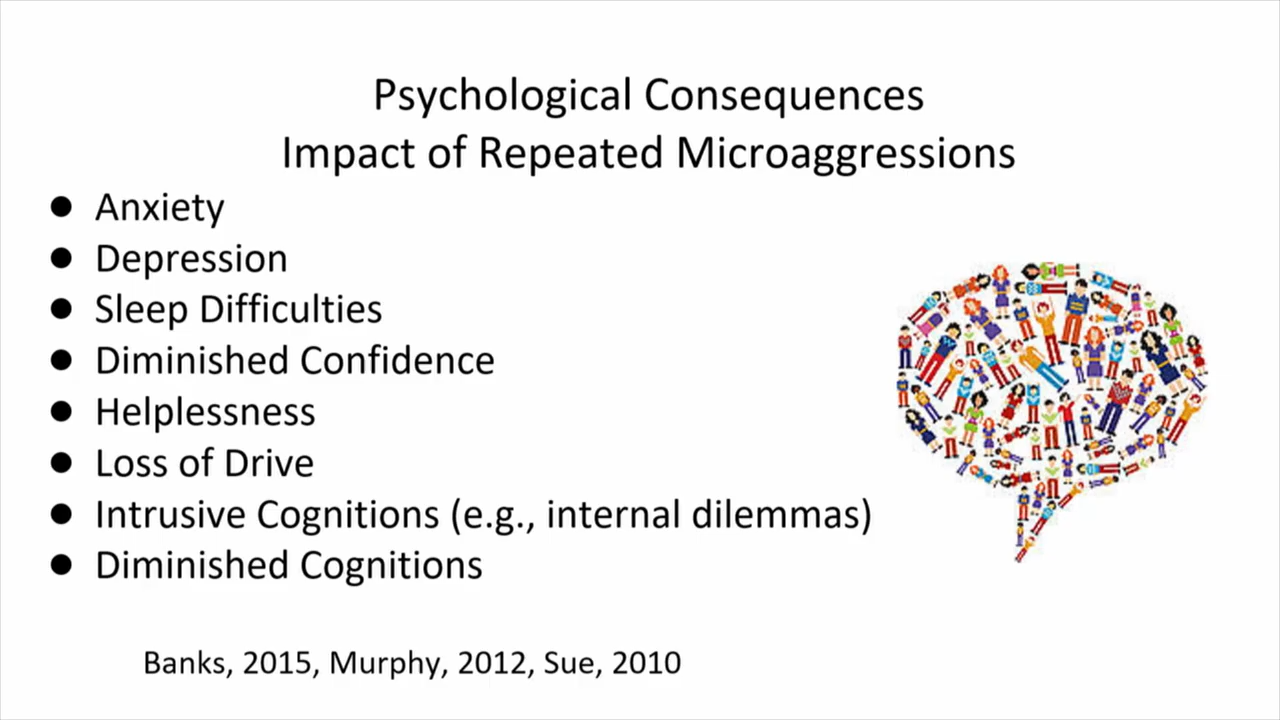 Psychological Consequences
Impact of Repeated Microaggressions
● Anxiety
● Depression
● Sleep Difficulties
● Diminished Confidence
● Helplessness
● Loss of Drive
● Intrusive Cognitions (e.g., internal dilemmas)
● Diminished Cognitions
Banks, 2015, Murphy, 2012, Sue, 2010